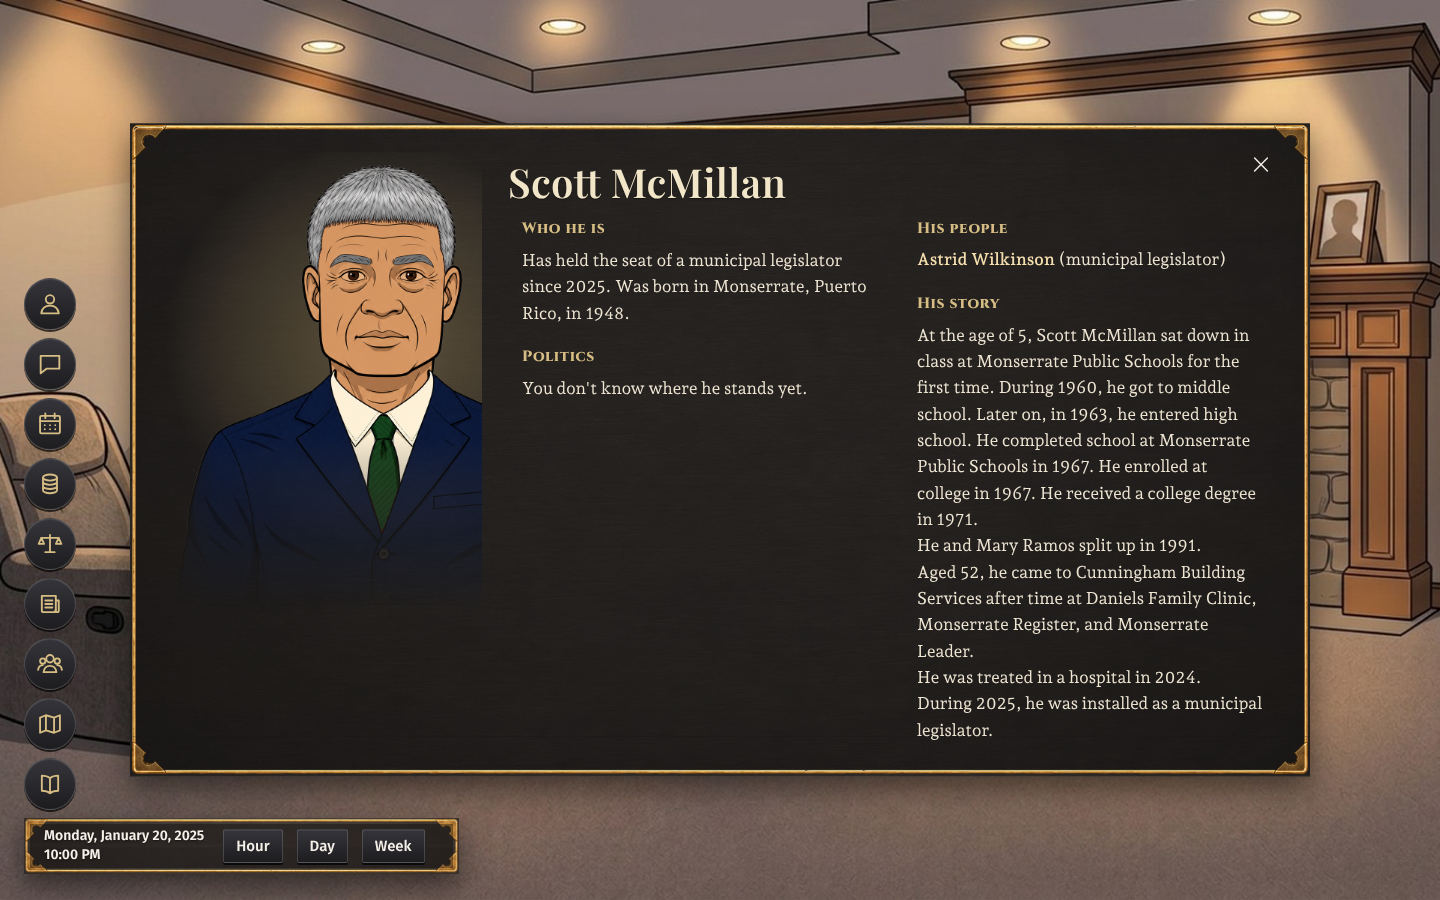 Scott McMillan
Who he is
Has held the seat of a municipal legislator
since 2025. Was born in Monserrate, Puerto
Rico, in 1948.
Politics
You don't know where he stands yet.
His people
Astrid Wilkinson (municipal legislator)
His story
At the age of 5, Scott McMillan sat down in
class at Monserrate Public Schools for the
first time. During 1960, he got to middle
school. Later on, in 1963, he entered high
school. He completed school at Monserrate
Public Schools in 1967. He enrolled at
college in 1967. He received a college degree
in 1971.
He and Mary Ramos split up in 1991.
Aged 52, he came to Cunningham Building
Services after time at Daniels Family Clinic,
Monserrate Register, and Monserrate
Leader.
He was treated in a hospital in 2024.
During 2025, he was installed as a municipal
legislator.
Monday, January 20, 2025
10:00 PM
Hour
Day
Week